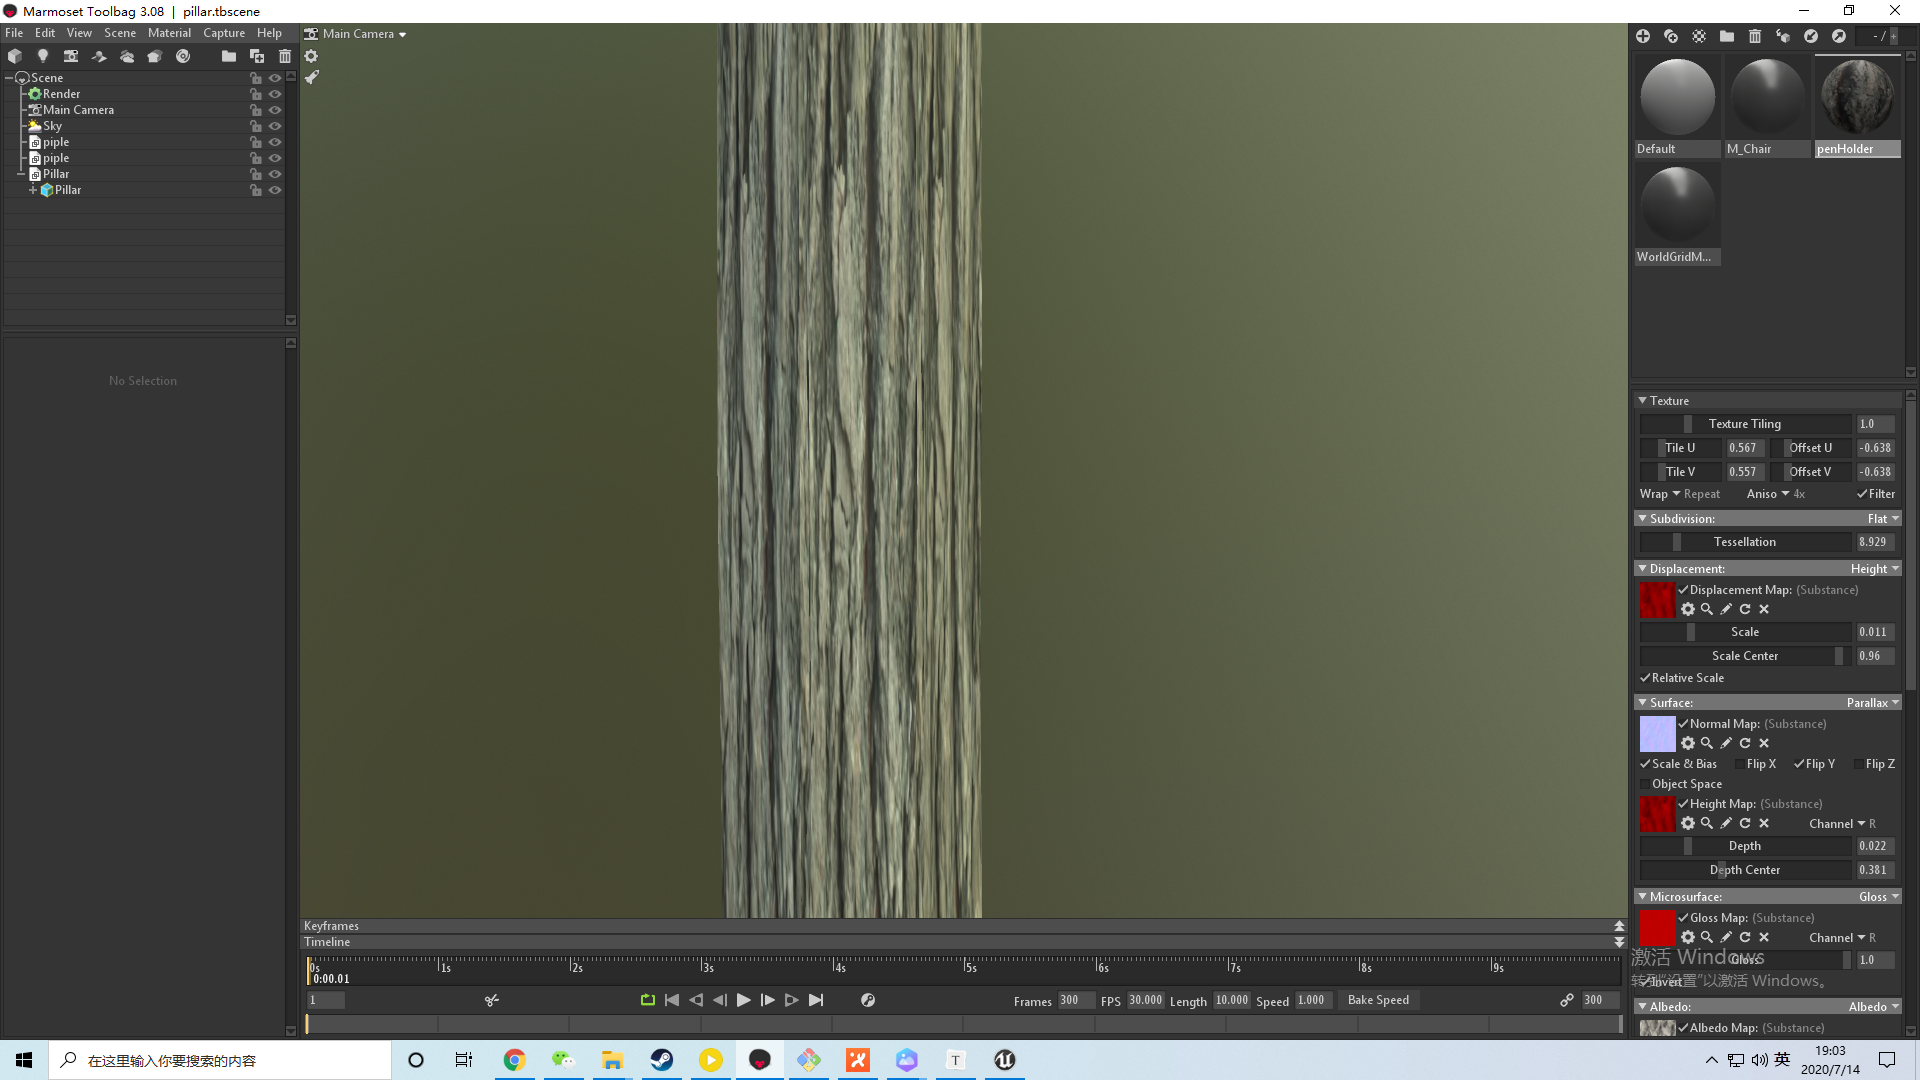 Marmoset Toolbag 3.08 | pillar.tbscene
File Edit View Scene Material Capture Help
Main Camera
- / +
Scene
Render
Main Camera
Sky
piple
piple
Pillar
Pillar
No Selection
Default
M_Chair
penHolder
WorldGridM...
Texture
Texture Tiling 1.0
Tile U 0.567 Offset U -0.638
Tile V 0.557 Offset V -0.638
Wrap Repeat Aniso 4x Filter
Subdivision: Flat
Tessellation 8.929
Displacement: Height
Displacement Map: (Substance)
Scale 0.011
Scale Center 0.96
Relative Scale
Surface: Parallax
Normal Map: (Substance)
Scale & Bias Flip X Flip Y Flip Z
Object Space
Height Map: (Substance)
Channel R
Depth 0.022
Depth Center 0.381
Microsurface: Gloss
Gloss Map: (Substance)
Channel R
Gloss 1.0
Invert
激活 Windows
转到"设置"以激活 Windows。
Albedo: Albedo
Albedo Map: (Substance)
Keyframes
Timeline
0s 1s 2s 3s 4s 5s 6s 7s 8s 9s
0:00.01
1
Frames 300 FPS 30.000 Length 10.000 Speed 1.000 Bake Speed
300
在这里输入你要搜索的内容
T
英
19:03
2020/7/14